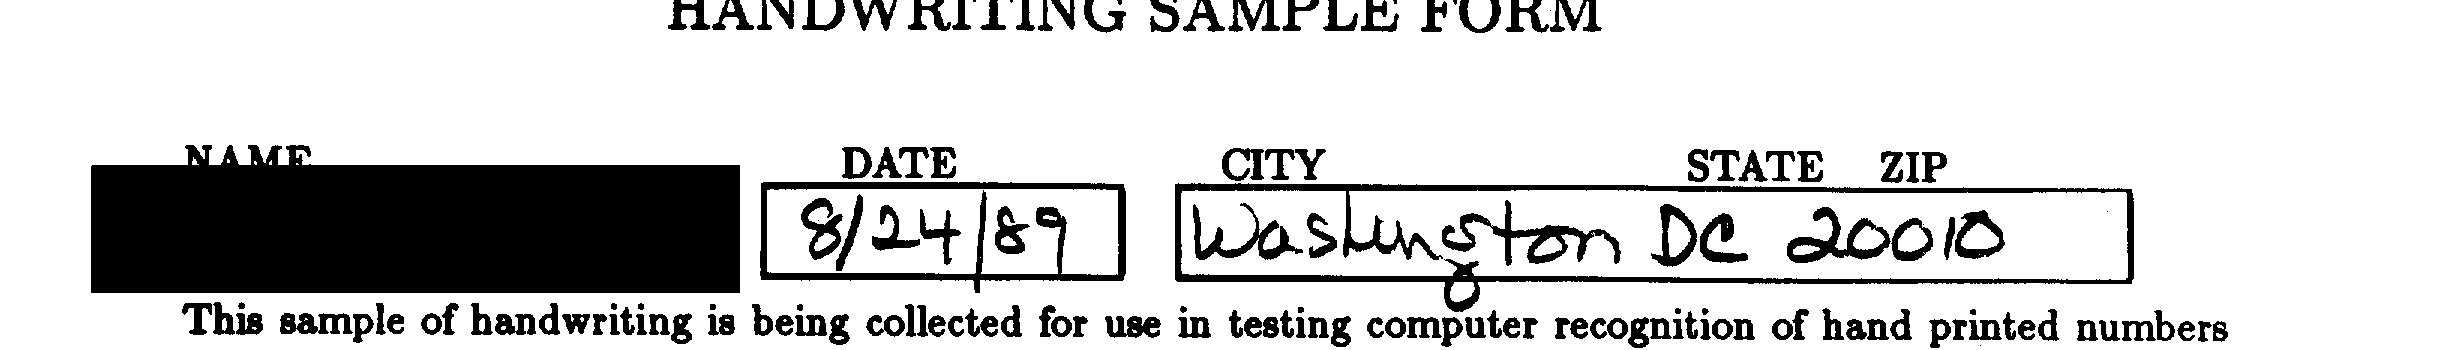 HANDWRITING SAMPLE FORM
NAME DATE CITY STATE ZIP
8/24/89 Washington DC 20010
This sample of handwriting is being collected for use in testing computer recognition of hand printed numbers